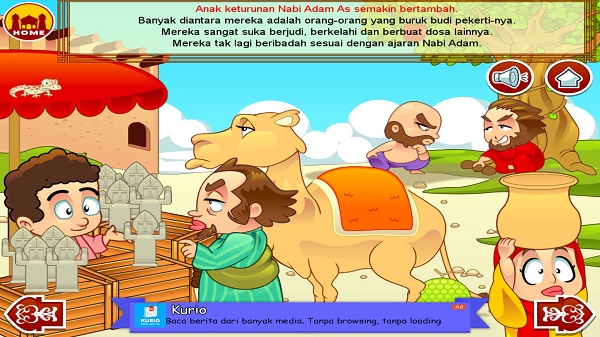 Anak keturunan Nabi Adam As semakin bertambah.
Banyak diantara mereka adalah orang-orang yang buruk budi pekerti-nya.
Mereka sangat suka berjudi, berkelahi dan berbuat dosa lainnya.
Mereka tak lagi beribadah sesuai dengan ajaran Nabi Adam.
HOME
Kurio
Ad
KURIO
Baca berita dari banyak media. Tanpa browsing, tanpa loading